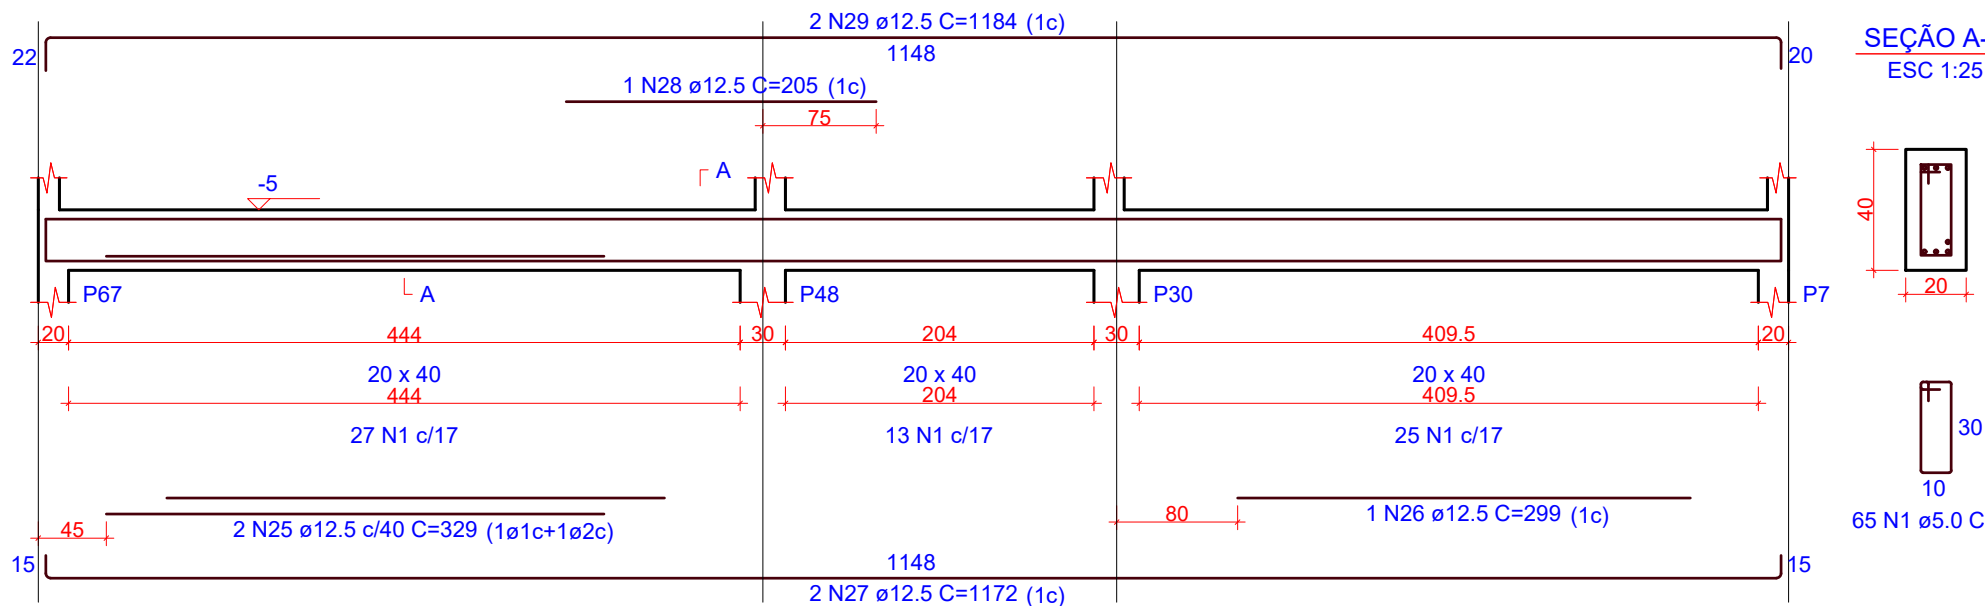 2 N29 ø12.5 C=1184 (1c)
22
1148
20
SEÇÃO A-
ESC 1:25
1 N28 ø12.5 C=205 (1c)
75
A
-5
40
20
A
P67
P48
P30
P7
20
444
30
204
30
409.5
20
20 x 40
20 x 40
20 x 40
444
204
409.5
27 N1 c/17
13 N1 c/17
25 N1 c/17
30
10
65 N1 ø5.0 C
45
2 N25 ø12.5 c/40 C=329 (1ø1c+1ø2c)
80
1 N26 ø12.5 C=299 (1c)
15
1148
15
2 N27 ø12.5 C=1172 (1c)